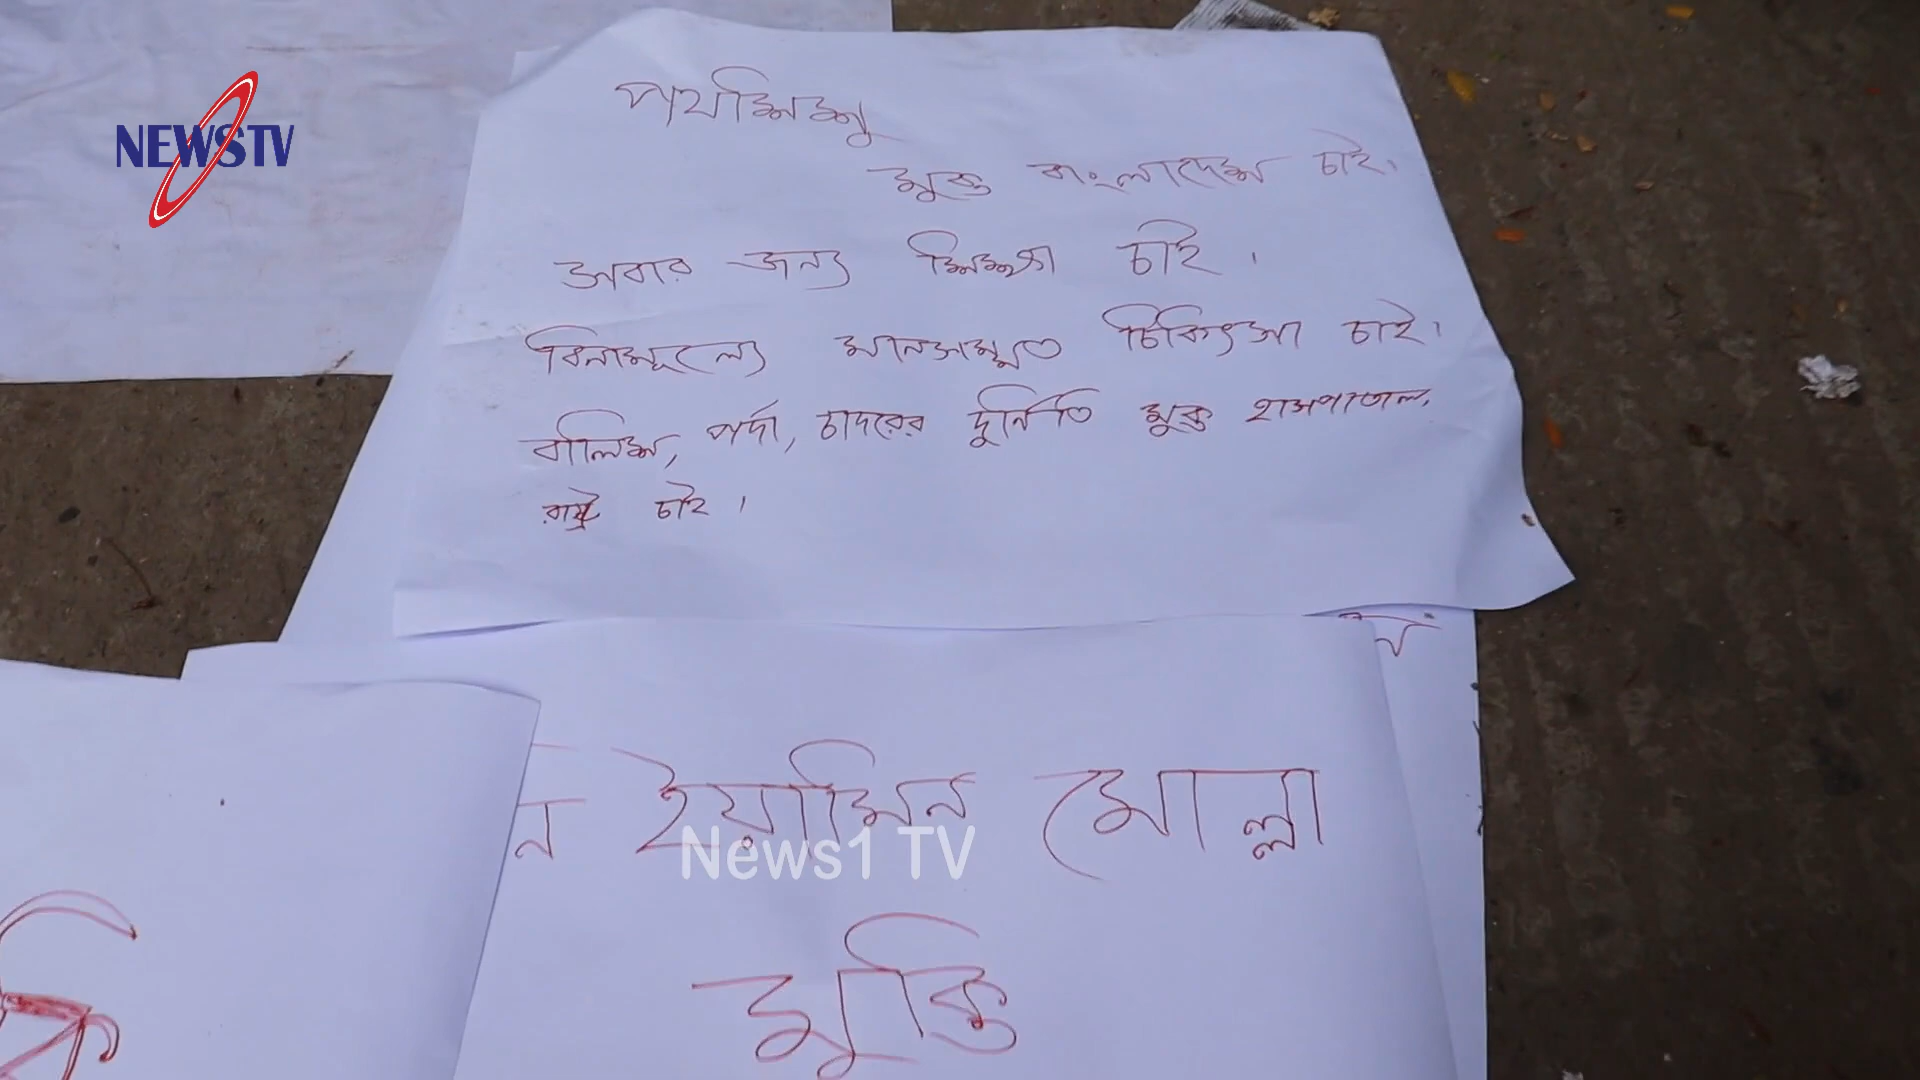 NEWSTV
পথশিশু
মুক্ত বাংলাদেশ চাই।
সবার জন্য শিক্ষা চাই।
বিনামূল্যে মানসম্মত চিকিৎসা চাই।
বালিশ, পর্দা, চাদরের দুর্নিতি মুক্ত হাসপাতাল,
রাষ্ট্র চাই।
ন ইয়ামিন মোল্লা
News1 TV
মুক্তি